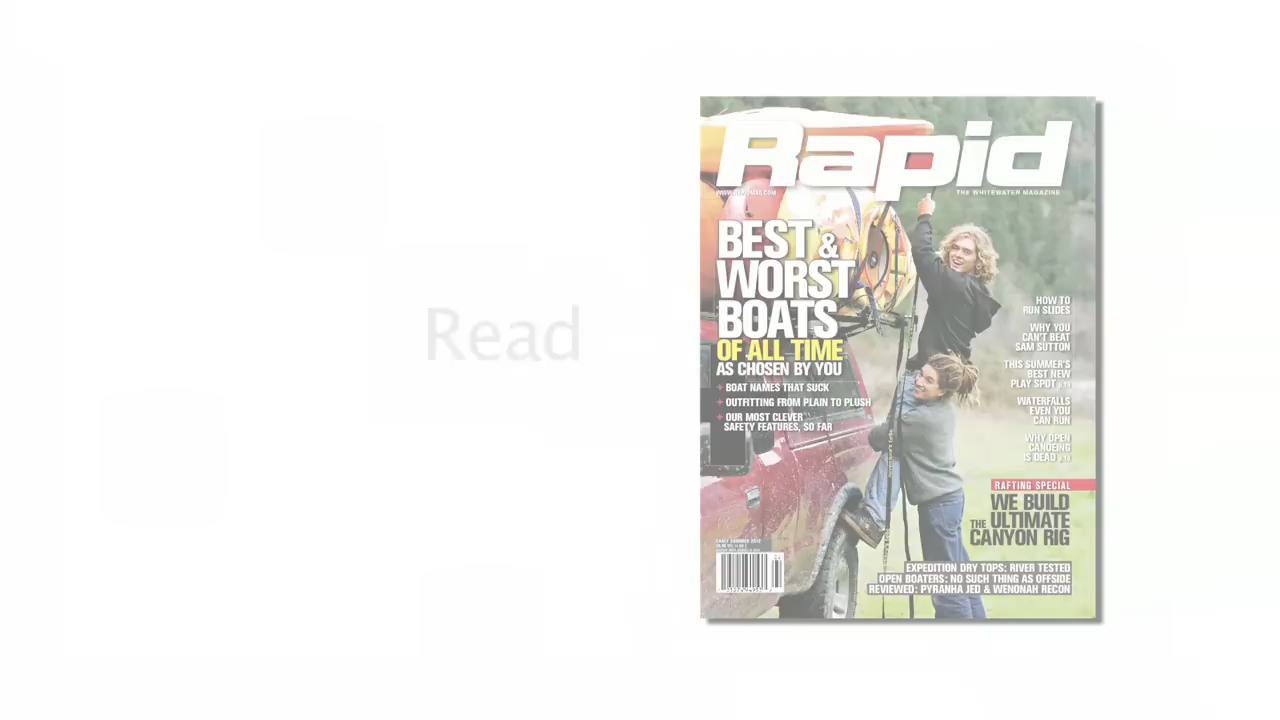 Read
Rapid
THE WHITEWATER MAGAZINE
BEST &
WORST
BOATS
OF ALL TIME
AS CHOSEN BY YOU
+ BOAT NAMES THAT SUCK
+ OUTFITTING FROM PLAIN TO PLUSH
+ OUR MOST CLEVER
SAFETY FEATURES, SO FAR
HOW TO
RUN SLIDES
WHY YOU
CAN'T BEAT
SAM SUTTON
THIS SUMMER'S
BEST NEW
PLAY SPOT
WATERFALLS
EVEN YOU
CAN RUN
WHY OPEN
CANOEING
IS DEAD
RAFTING SPECIAL
WE BUILD
THE ULTIMATE
CANYON RIG
EARLY SUMMER 2012
EXPEDITION DRY TOPS: RIVER TESTED
OPEN BOATERS: NO SUCH THING AS OFFSIDE
REVIEWED: PYRANHA JED & WENONAH RECON